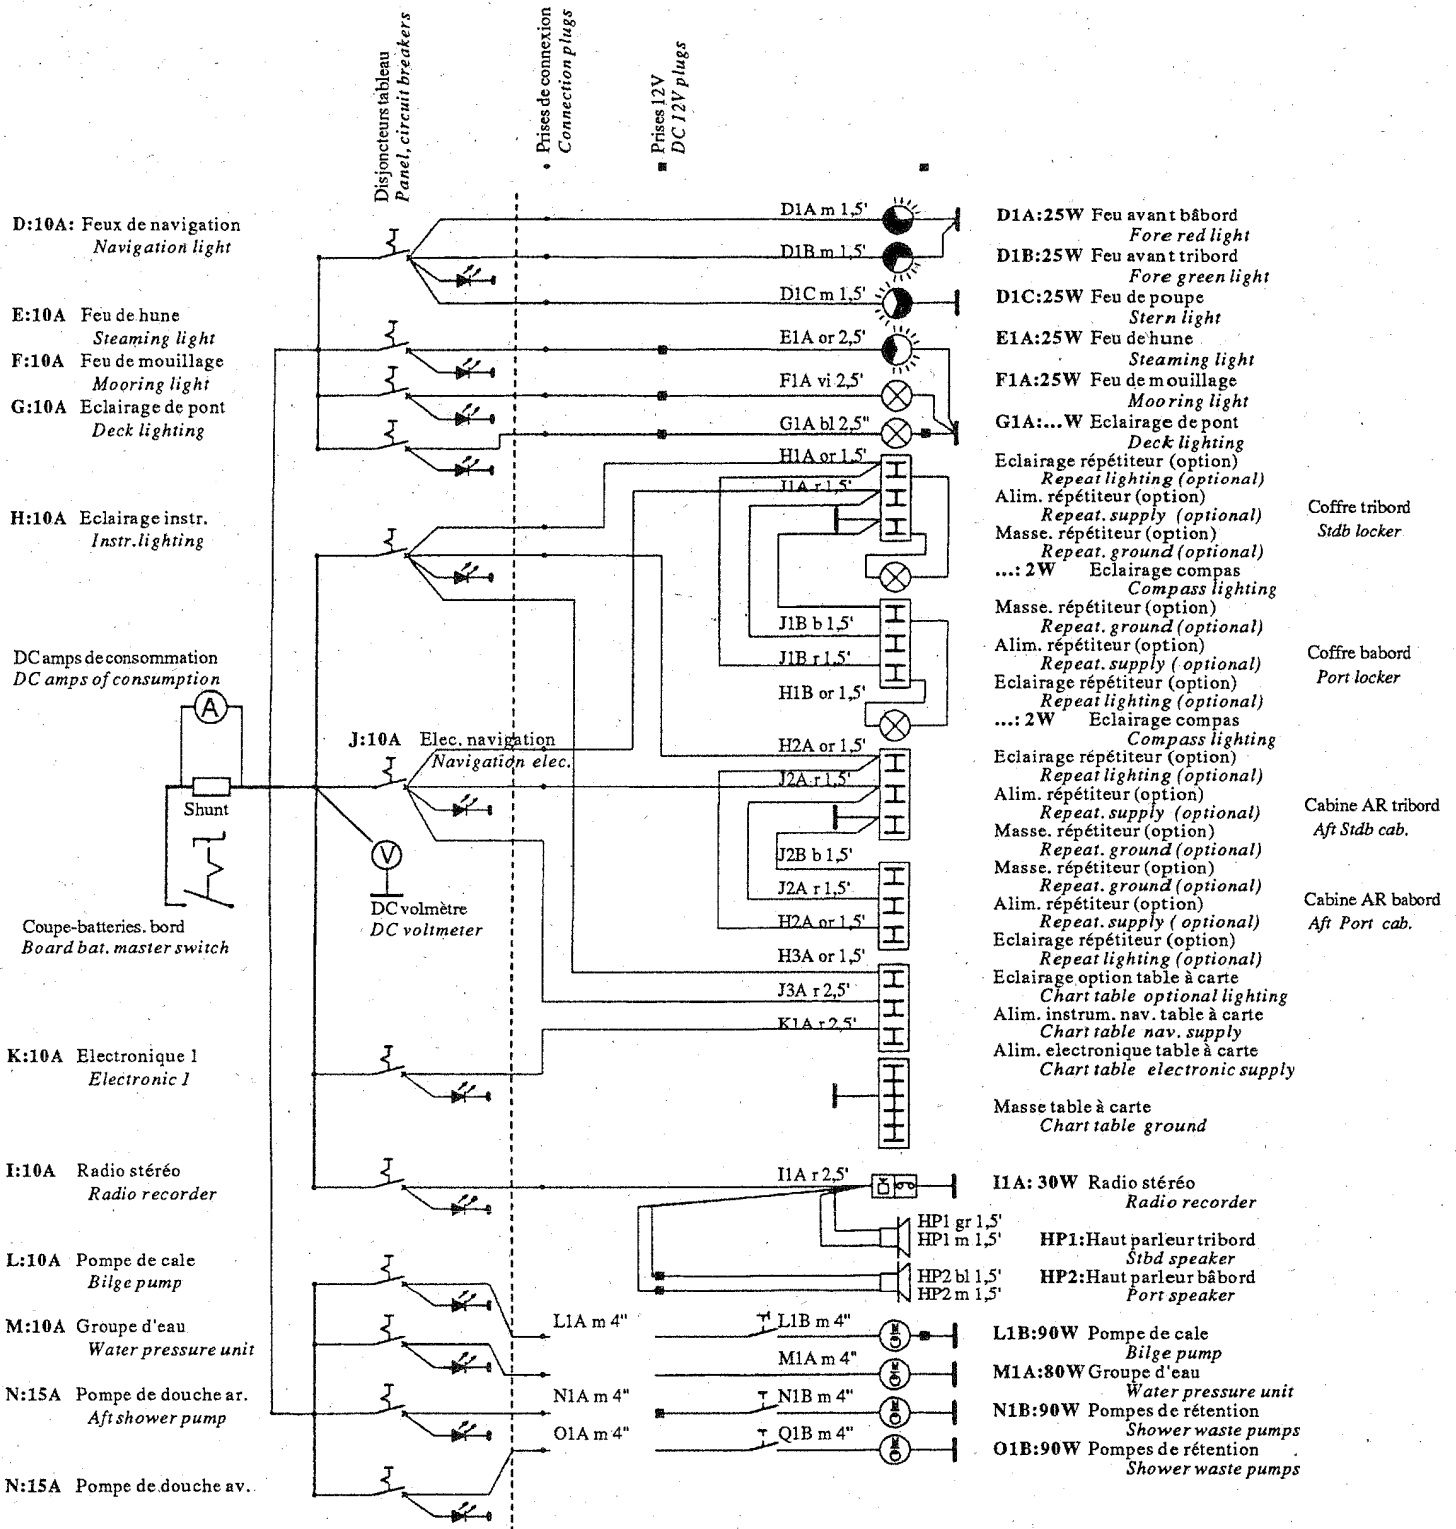 Disjoncteurs tableau
Panel, circuit breakers
Prises de connexion
Connection plugs
Prises 12V
DC 12V plugs
D:10A: Feux de navigation
Navigation light
E:10A Feu de hune
Steaming light
F:10A Feu de mouillage
Mooring light
G:10A Eclairage de pont
Deck lighting
H:10A Eclairage instr.
Instr.lighting
DC amps de consommation
DC amps of consumption
A
Shunt
J:10A Elec. navigation
Navigation elec.
V
DC volmètre
DC voltmeter
Coupe-batteries. bord
Board bat. master switch
K:10A Electronique 1
Electronic 1
I:10A Radio stéréo
Radio recorder
L:10A Pompe de cale
Bilge pump
M:10A Groupe d'eau
Water pressure unit
N:15A Pompe de douche ar.
Aft shower pump
N:15A Pompe de douche av.
D1A m 1,5'
D1B m 1,5'
D1C m 1,5'
E1A or 2,5'
F1A vi 2,5'
G1A bl 2,5"
H1A or 1,5'
J1A r 1,5'
J1B b 1,5'
J1B r 1,5'
H1B or 1,5'
H2A or 1,5'
J2A r 1,5'
J2B b 1,5'
J2A r 1,5'
H2A or 1,5'
H3A or 1,5'
J3A r 2,5'
K1A r 2,5'
I1A r 2,5'
HP1 gr 1,5'
HP1 m 1,5'
HP2 bl 1,5'
HP2 m 1,5'
L1A m 4"
L1B m 4"
M1A m 4"
N1A m 4"
N1B m 4"
O1A m 4"
Q1B m 4"
D1A:25W Feu avant bâbord
Fore red light
D1B:25W Feu avant tribord
Fore green light
D1C:25W Feu de poupe
Stern light
E1A:25W Feu de hune
Steaming light
F1A:25W Feu de mouillage
Mooring light
G1A:...W Eclairage de pont
Deck lighting
Eclairage répétiteur (option)
Repeat lighting (optional)
Alim. répétiteur (option)
Repeat. supply (optional)
Masse. répétiteur (option)
Repeat. ground (optional)
...: 2W Eclairage compas
Compass lighting
Coffre tribord
Stdb locker
Masse. répétiteur (option)
Repeat. ground (optional)
Alim. répétiteur (option)
Repeat. supply ( optional)
Eclairage répétiteur (option)
Repeat lighting (optional)
...: 2W Eclairage compas
Compass lighting
Coffre babord
Port locker
Eclairage répétiteur (option)
Repeat lighting (optional)
Alim. répétiteur (option)
Repeat. supply (optional)
Masse. répétiteur (option)
Repeat. ground (optional)
Cabine AR tribord
Aft Stdb cab.
Masse. répétiteur (option)
Repeat. ground (optional)
Alim. répétiteur (option)
Repeat. supply ( optional)
Eclairage répétiteur (option)
Repeat lighting (optional)
Cabine AR babord
Aft Port cab.
Eclairage option table à carte
Chart table optional lighting
Alim. instrum. nav. table à carte
Chart table nav. supply
Alim. electronique table à carte
Chart table electronic supply
Masse table à carte
Chart table ground
I1A: 30W Radio stéréo
Radio recorder
HP1:Haut parleur tribord
Stbd speaker
HP2:Haut parleur bâbord
Port speaker
L1B:90W Pompe de cale
Bilge pump
M1A:80W Groupe d'eau
Water pressure unit
N1B:90W Pompes de rétention
Shower waste pumps
O1B:90W Pompes de rétention
Shower waste pumps